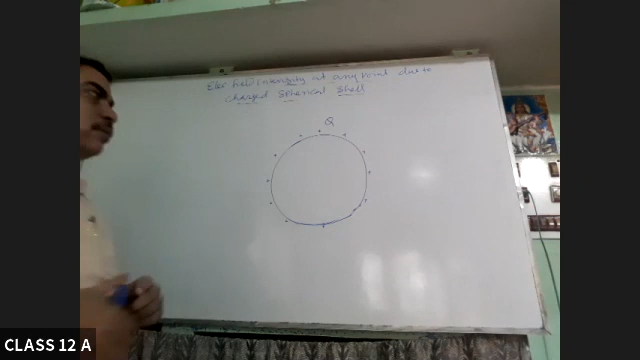 Elec field intensity at any point due to
charged Spherical Shell
Q
CLASS 12 A